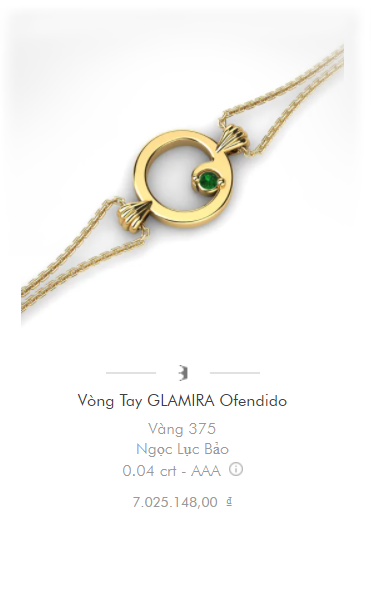 Vòng Tay GLAMIRA Ofendido
Vàng 375
Ngọc Lục Bảo
0.04 crt - AAA
7.025.148,00 ₫